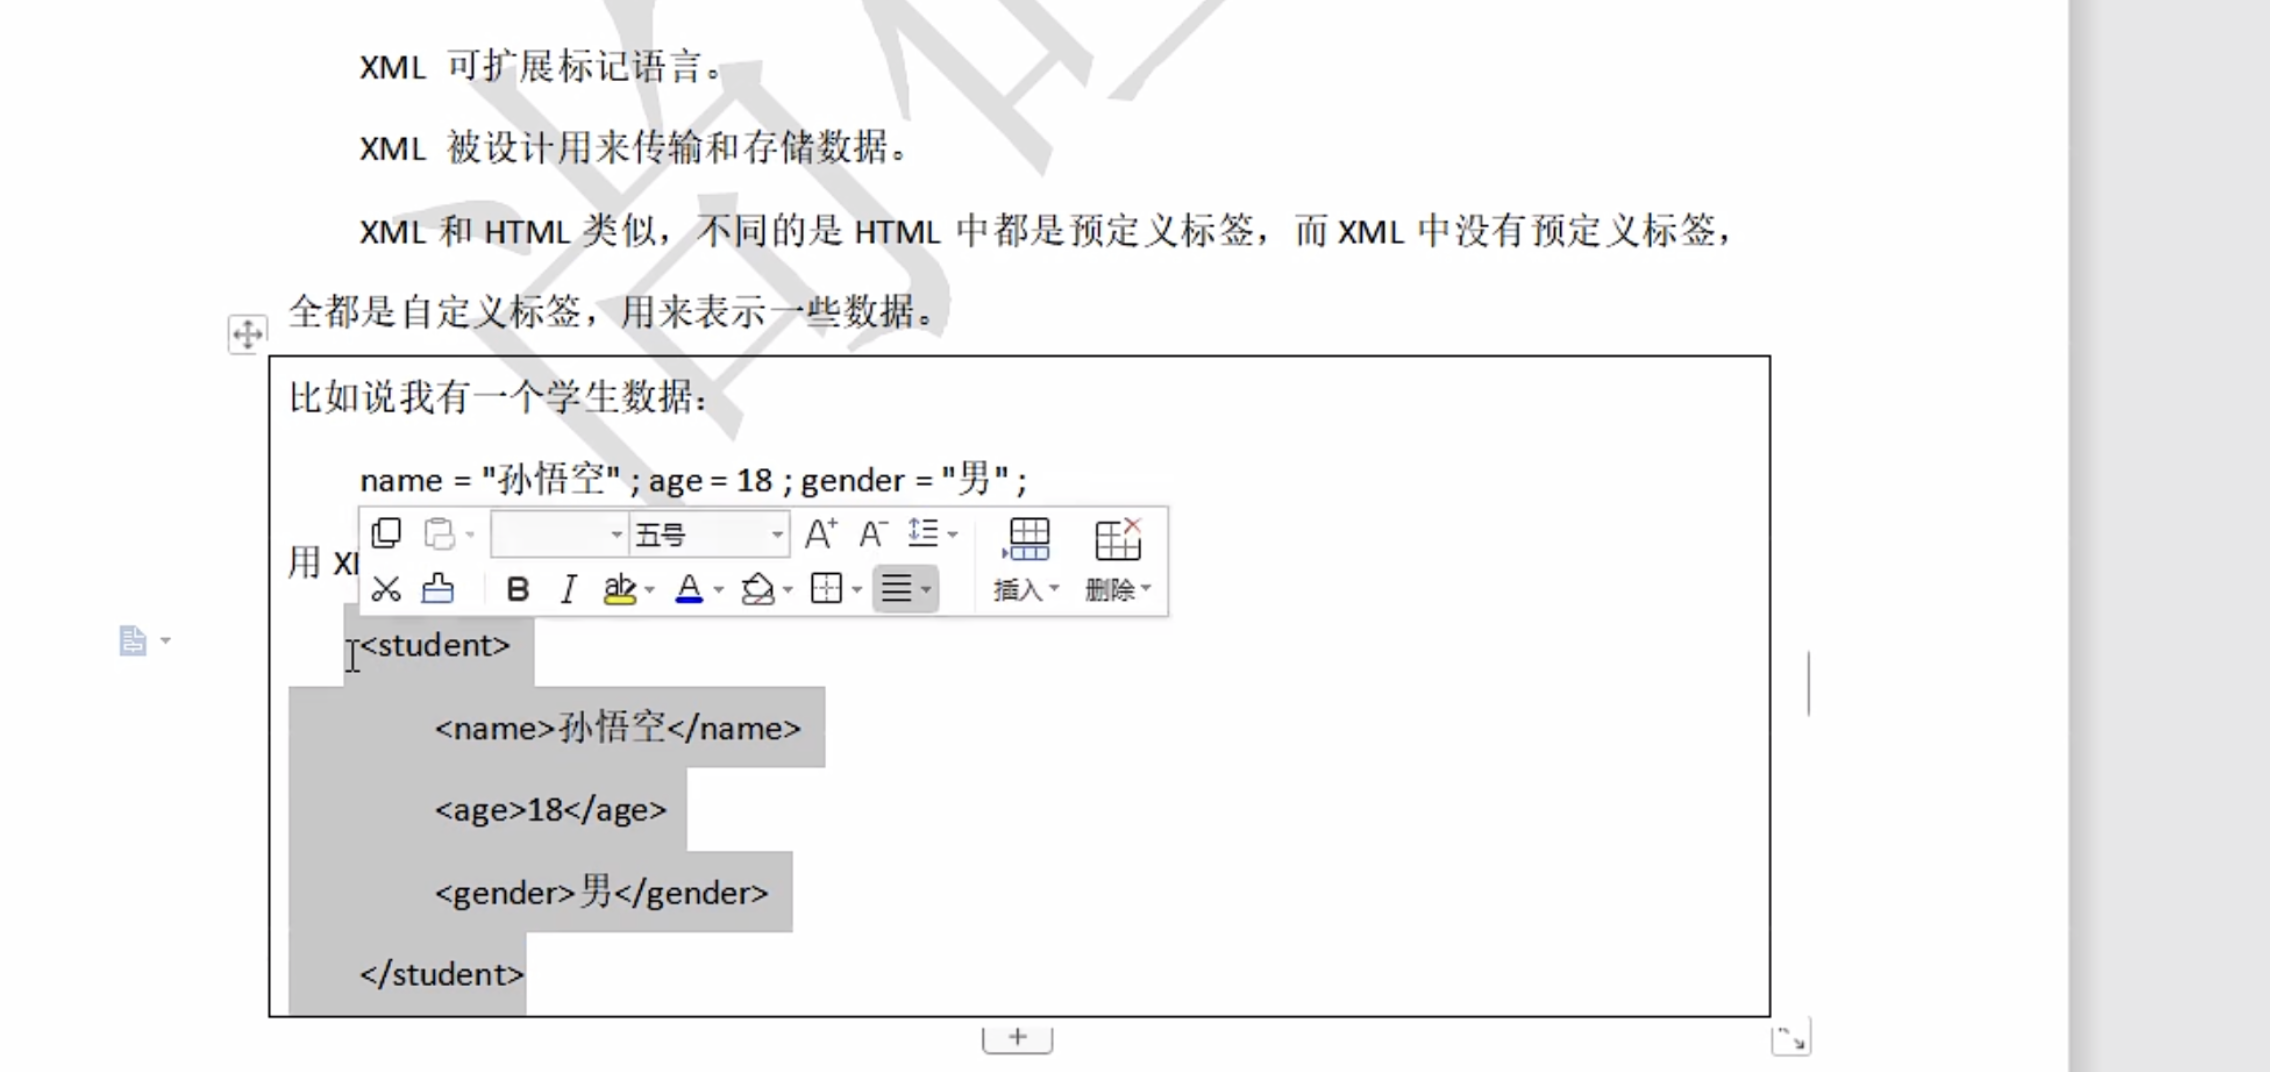 XML 可扩展标记语言。
XML 被设计用来传输和存储数据。
XML 和 HTML 类似，不同的是 HTML 中都是预定义标签，而 XML 中没有预定义标签，
全都是自定义标签，用来表示一些数据。
比如说我有一个学生数据：
name = "孙悟空" ; age = 18 ; gender = "男" ;
用 X
五号 A+ A-
B I ab A 插入 删除
<student>
<name>孙悟空</name>
<age>18</age>
<gender>男</gender>
</student>